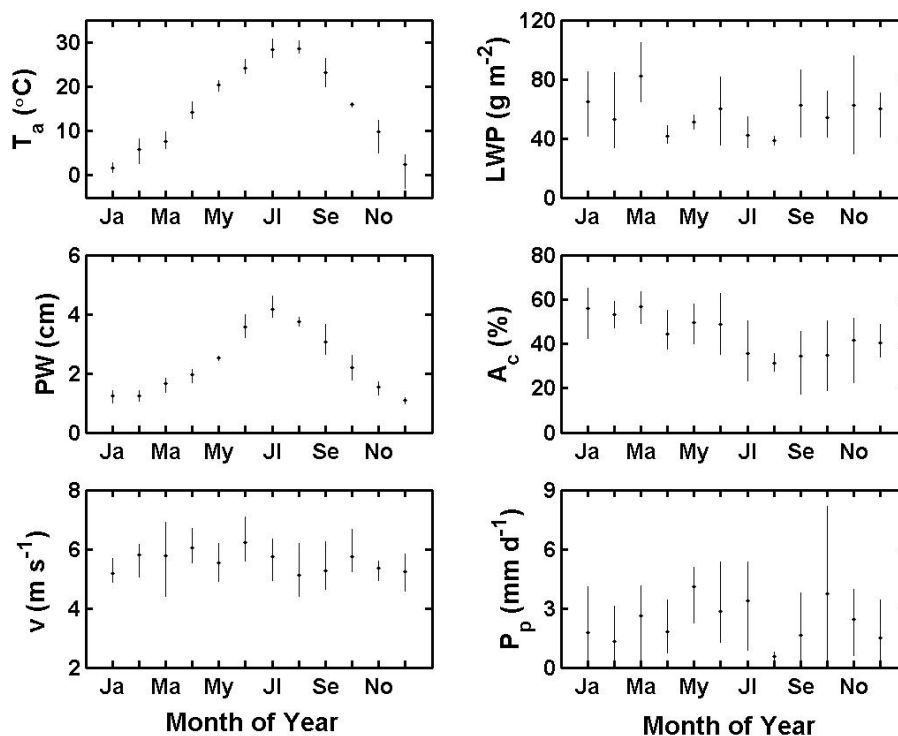 30
20
10
0
T_a (°C)
Ja Ma My Jl Se No
120
80
40
0
LWP (g m⁻²)
Ja Ma My Jl Se No
6
4
2
0
PW (cm)
Ja Ma My Jl Se No
80
60
40
20
0
A_c (%)
Ja Ma My Jl Se No
8
6
4
2
v (m s⁻¹)
Ja Ma My Jl Se No
Month of Year
9
6
3
0
P_p (mm d⁻¹)
Ja Ma My Jl Se No
Month of Year